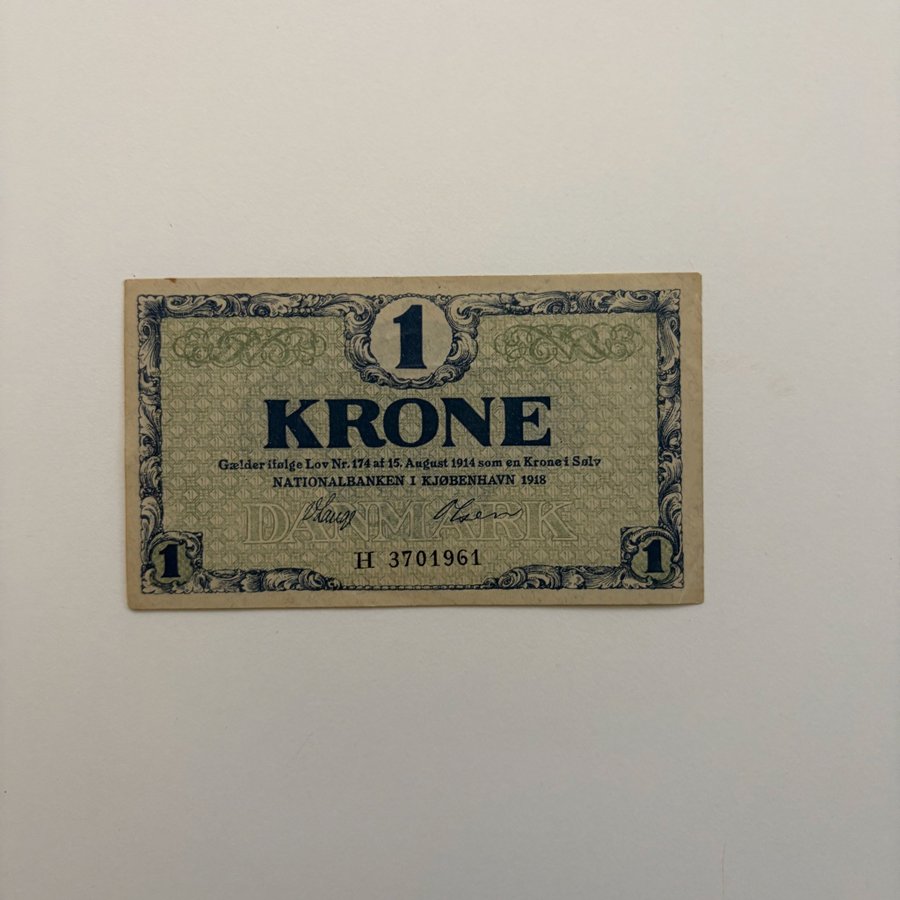 1
KRONE
Gælder ifølge Lov Nr. 174 af 15. August 1914 som en Krone i Sølv
NATIONALBANKEN I KJØBENHAVN 1918
DANMARK
H 3701961
1 1